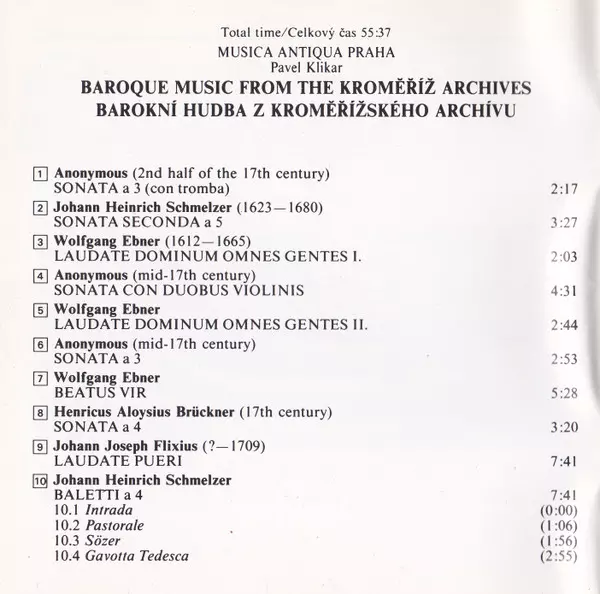 Total time/Celkový čas 55:37
MUSICA ANTIQUA PRAHA
Pavel Klikar
BAROQUE MUSIC FROM THE KROMĚŘÍŽ ARCHIVES
BAROKNÍ HUDBA Z KROMĚŘÍŽSKÉHO ARCHÍVU
1 Anonymous (2nd half of the 17th century)
SONATA a 3 (con tromba) 2:17
2 Johann Heinrich Schmelzer (1623—1680)
SONATA SECONDA a 5 3:27
3 Wolfgang Ebner (1612—1665)
LAUDATE DOMINUM OMNES GENTES I. 2:03
4 Anonymous (mid-17th century)
SONATA CON DUOBUS VIOLINIS 4:31
5 Wolfgang Ebner
LAUDATE DOMINUM OMNES GENTES II. 2:44
6 Anonymous (mid-17th century)
SONATA a 3 2:53
7 Wolfgang Ebner
BEATUS VIR 5:28
8 Henricus Aloysius Brückner (17th century)
SONATA a 4 3:20
9 Johann Joseph Flixius (?—1709)
LAUDATE PUERI 7:41
10 Johann Heinrich Schmelzer
BALETTI a 4 7:41
10.1 Intrada (0:00)
10.2 Pastorale (1:06)
10.3 Sözer (1:56)
10.4 Gavotta Tedesca (2:55)